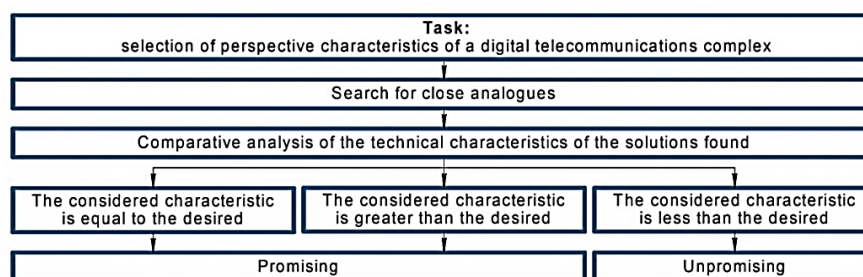 Task:
selection of perspective characteristics of a digital telecommunications complex
Search for close analogues
Comparative analysis of the technical characteristics of the solutions found
The considered characteristic
is equal to the desired
The considered characteristic
is greater than the desired
The considered characteristic
is less than the desired
Promising
Unpromising